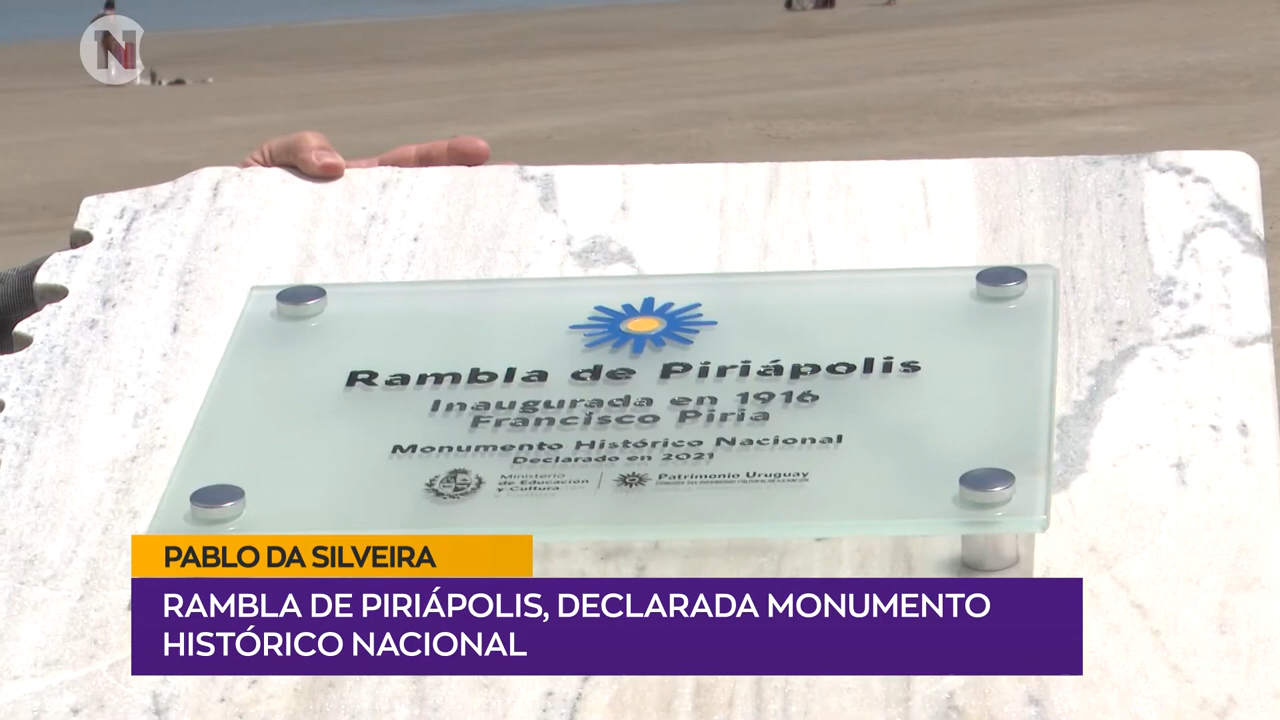 N
Rambla de Piriápolis
Inaugurada en 1916
Francisco Piria
Monumento Histórico Nacional
Declarado en 2021
Ministerio
de Educación
y Cultura
Patrimonio Uruguay
PABLO DA SILVEIRA
RAMBLA DE PIRIÁPOLIS, DECLARADA MONUMENTO
HISTÓRICO NACIONAL